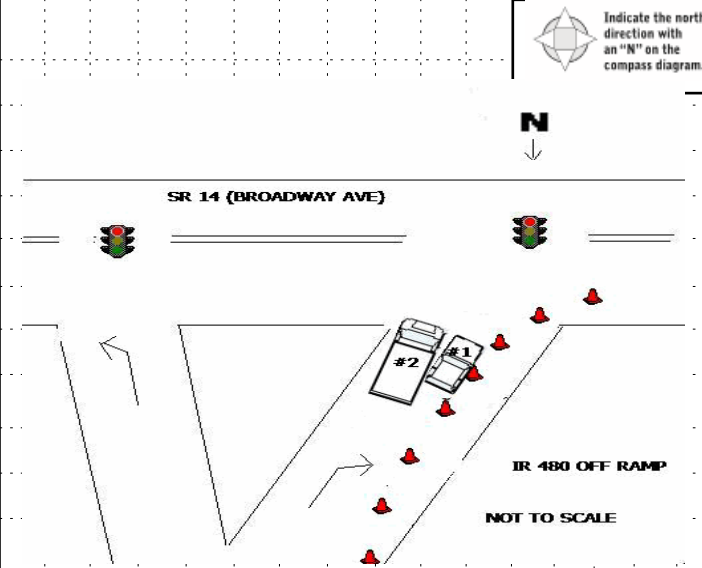 Indicate the north
direction with
an "N" on the
compass diagram.
N
SR 14 (BROADWAY AVE)
#1
#2
IR 480 OFF RAMP
NOT TO SCALE